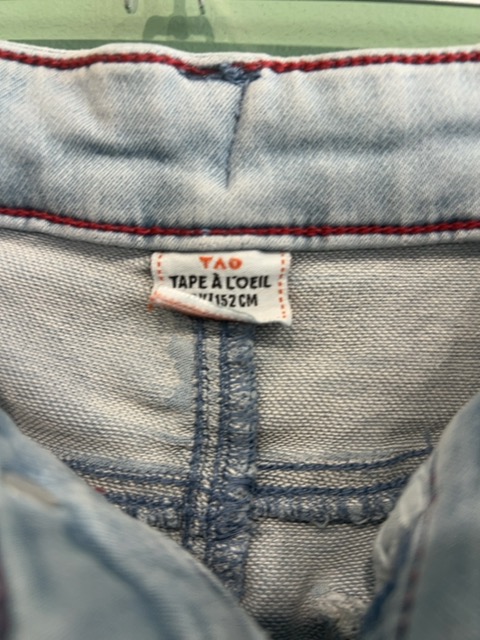 TAO
TAPE À L'OEIL
152 CM